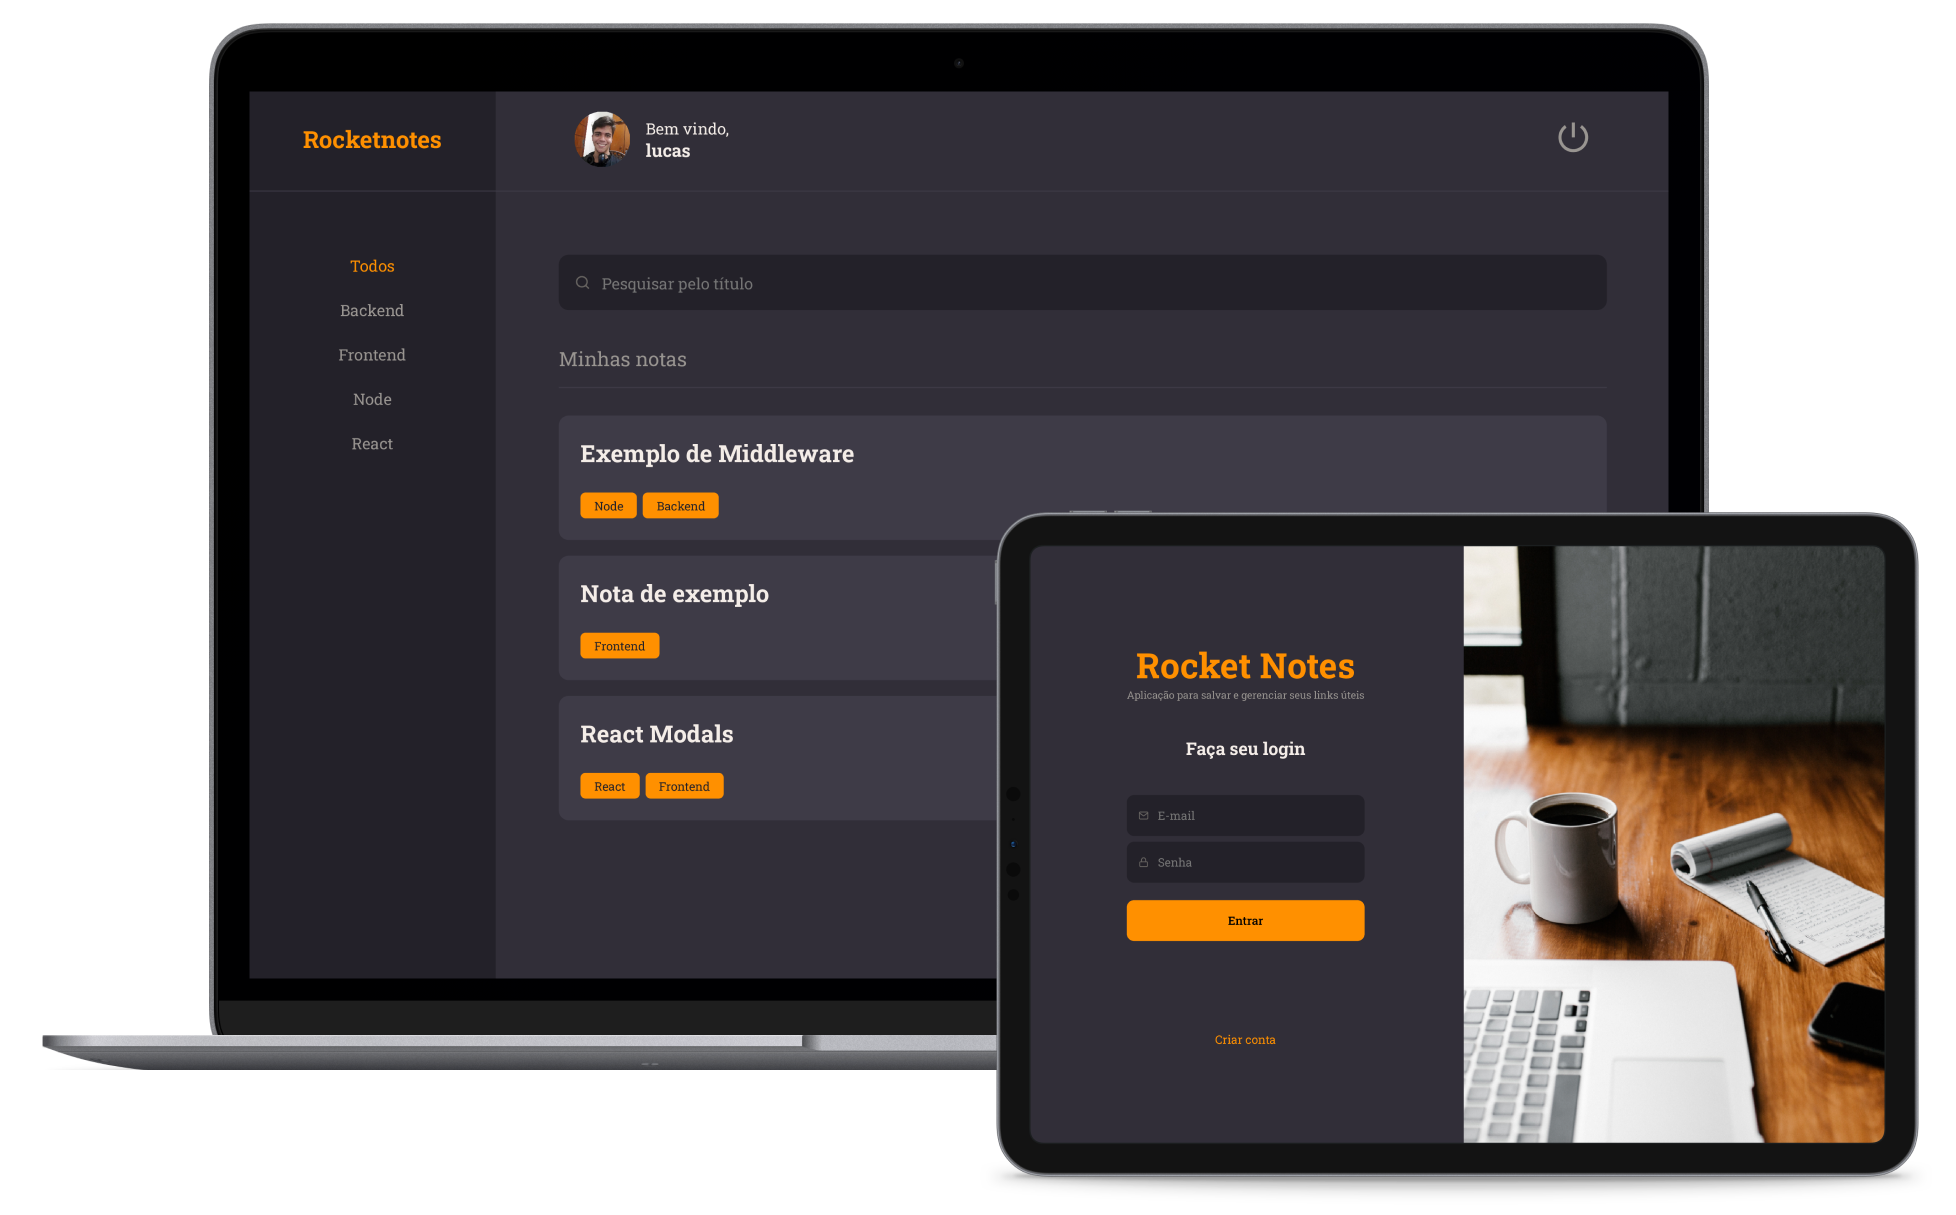 Rocketnotes
Bem vindo,
lucas
Todos
Backend
Frontend
Node
React
Pesquisar pelo título
Minhas notas
Exemplo de Middleware
Node Backend
Nota de exemplo
Frontend
React Modals
React Frontend
Rocket Notes
Aplicação para salvar e gerenciar seus links úteis
Faça seu login
E-mail
Senha
Entrar
Criar conta